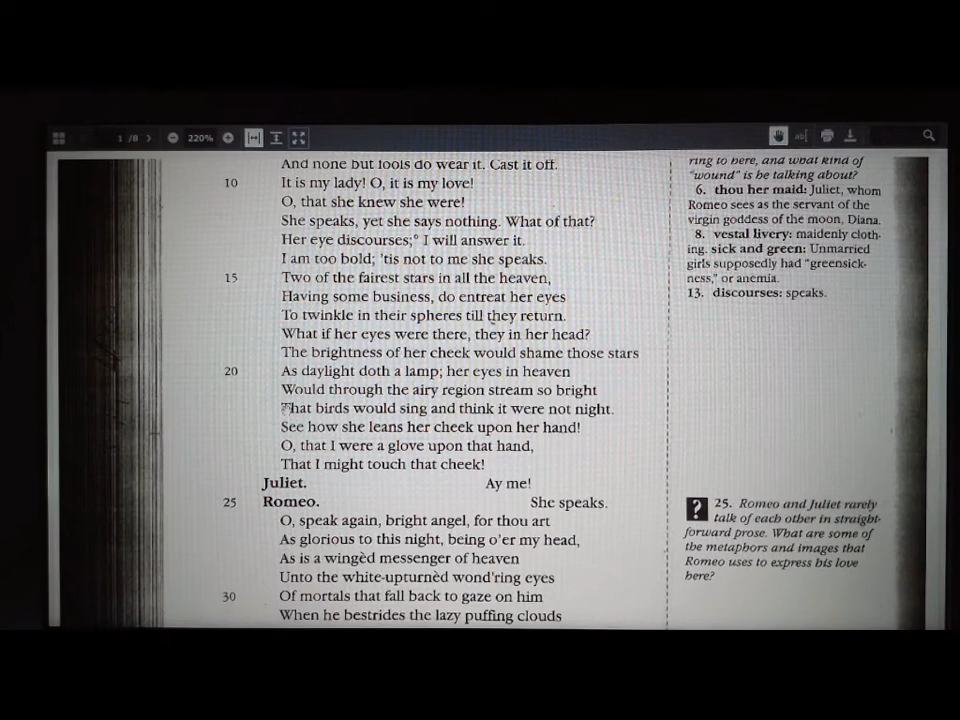 1 /8
220%
And none but fools do wear it. Cast it off.
10 It is my lady! O, it is my love!
O, that she knew she were!
She speaks, yet she says nothing. What of that?
Her eye discourses;° I will answer it.
I am too bold; 'tis not to me she speaks.
15 Two of the fairest stars in all the heaven,
Having some business, do entreat her eyes
To twinkle in their spheres till they return.
What if her eyes were there, they in her head?
The brightness of her cheek would shame those stars
20 As daylight doth a lamp; her eyes in heaven
Would through the airy region stream so bright
That birds would sing and think it were not night.
See how she leans her cheek upon her hand!
O, that I were a glove upon that hand,
That I might touch that cheek!
Juliet. Ay me!
25 Romeo. She speaks.
O, speak again, bright angel, for thou art
As glorious to this night, being o'er my head,
As is a wingèd messenger of heaven
Unto the white-upturnèd wond'ring eyes
30 Of mortals that fall back to gaze on him
When he bestrides the lazy puffing clouds
ring to here, and what kind of
"wound" is he talking about?
6. thou her maid: Juliet, whom
Romeo sees as the servant of the
virgin goddess of the moon, Diana.
8. vestal livery: maidenly cloth-
ing. sick and green: Unmarried
girls supposedly had "greensick-
ness," or anemia.
13. discourses: speaks.
? 25. Romeo and Juliet rarely
talk of each other in straight-
forward prose. What are some of
the metaphors and images that
Romeo uses to express his love
here?